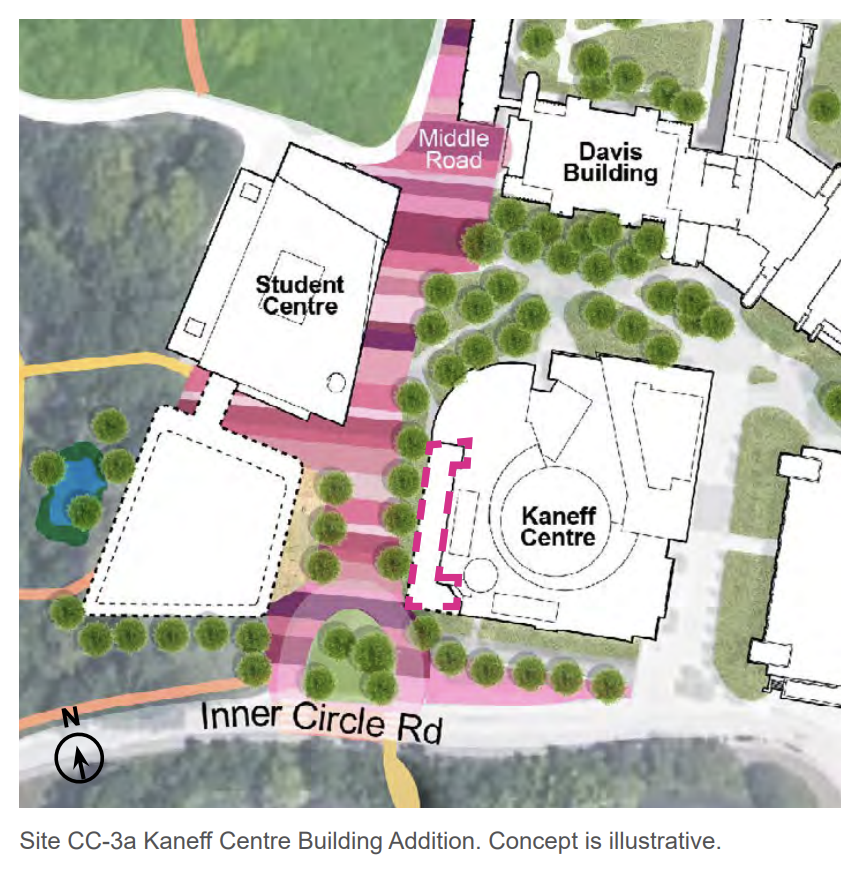 Middle
Road
Davis
Building
Student
Centre
Kaneff
Centre
Inner Circle Rd
N
Site CC-3a Kaneff Centre Building Addition. Concept is illustrative.